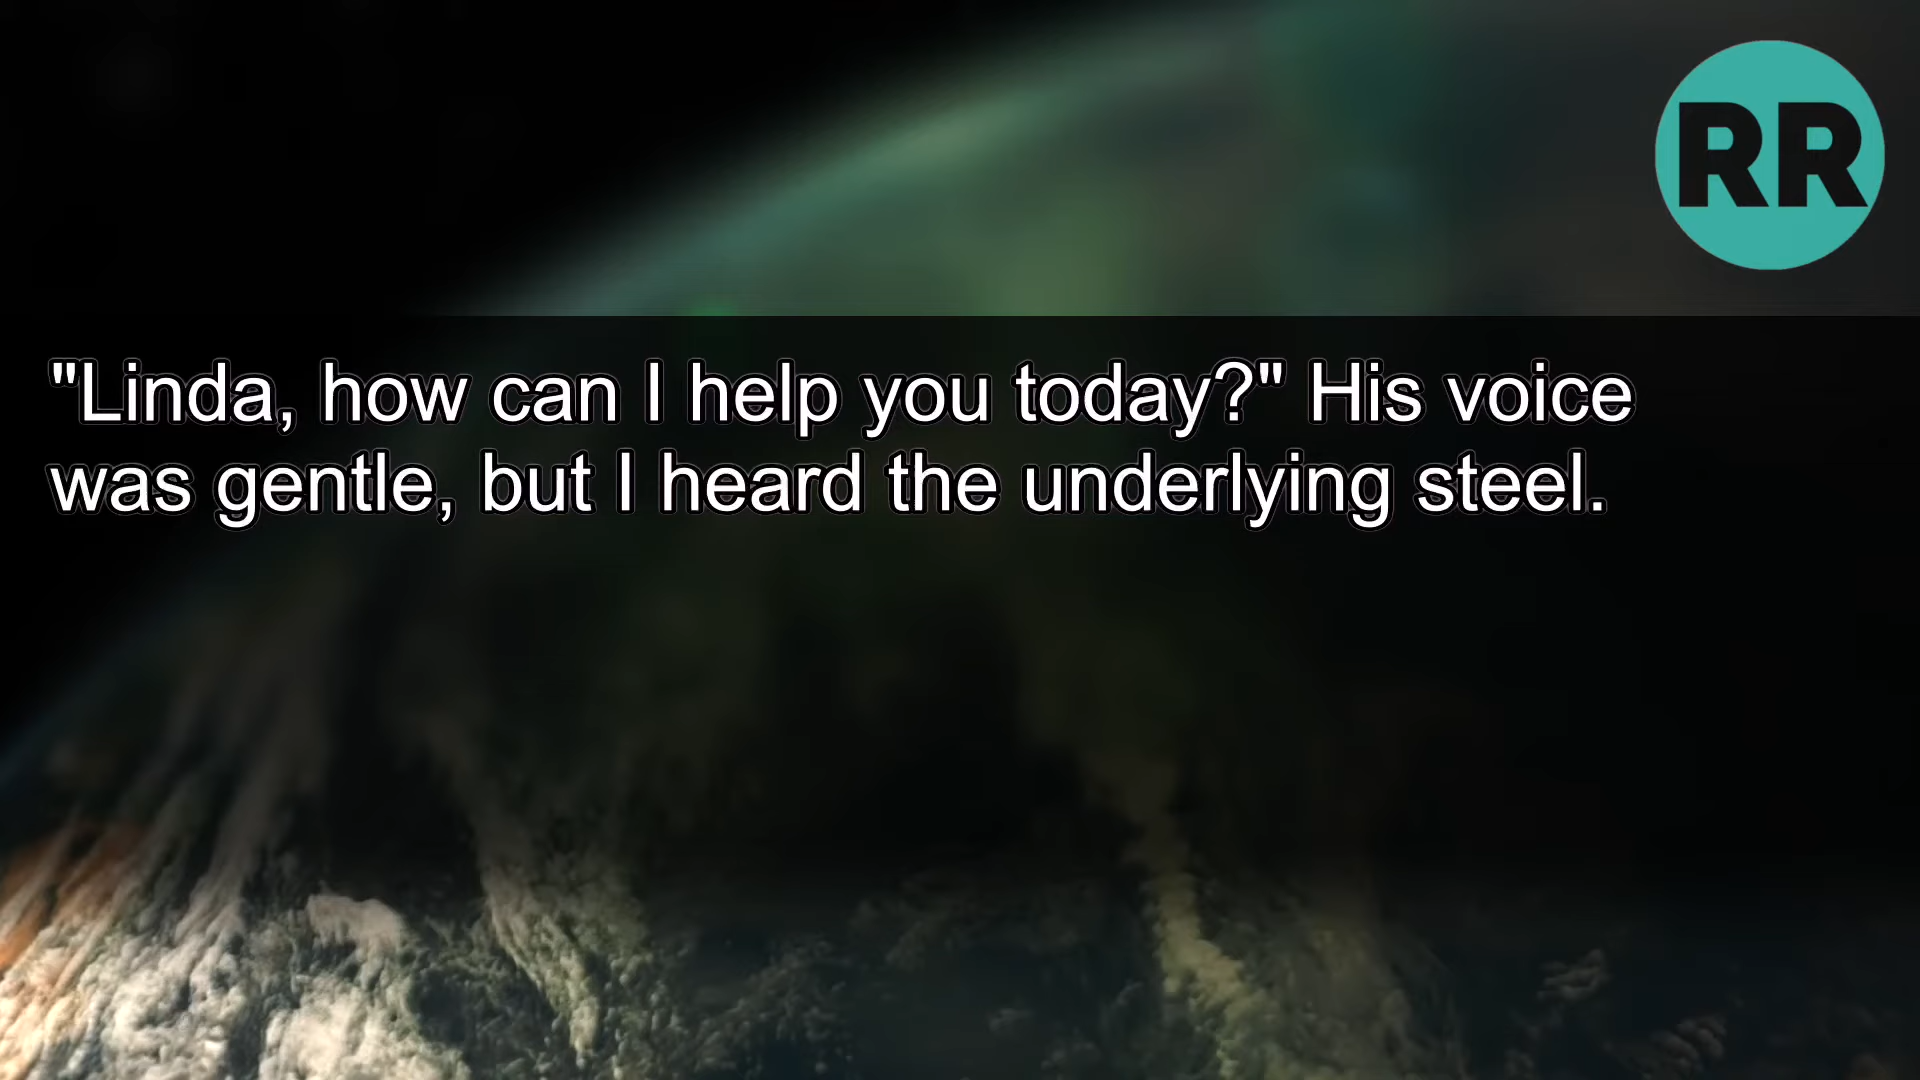 RR
"Linda, how can I help you today?" His voice
was gentle, but I heard the underlying steel.